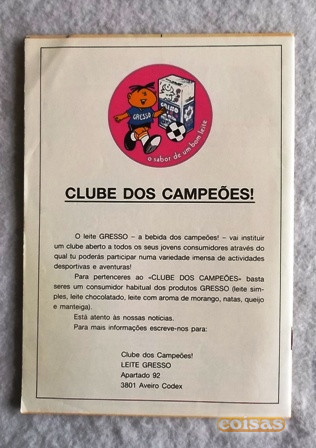 GRESSO
GRESSO
o sabor de um bom leite
CLUBE DOS CAMPEÕES!
O leite GRESSO – a bebida dos campeões! – vai instituir
um clube aberto a todos os seus jovens consumidores através do
qual tu poderás participar numa variedade imensa de actividades
desportivas e aventuras!
Para pertenceres ao «CLUBE DOS CAMPEÕES» basta
seres um consumidor habitual dos produtos GRESSO (leite sim-
ples, leite chocolatado, leite com aroma de morango, natas, queijo
e manteiga).
Está atento às nossas notícias.
Para mais informações escreve-nos para:
Clube dos Campeões!
LEITE GRESSO
Apartado 92
3801 Aveiro Codex
coisas